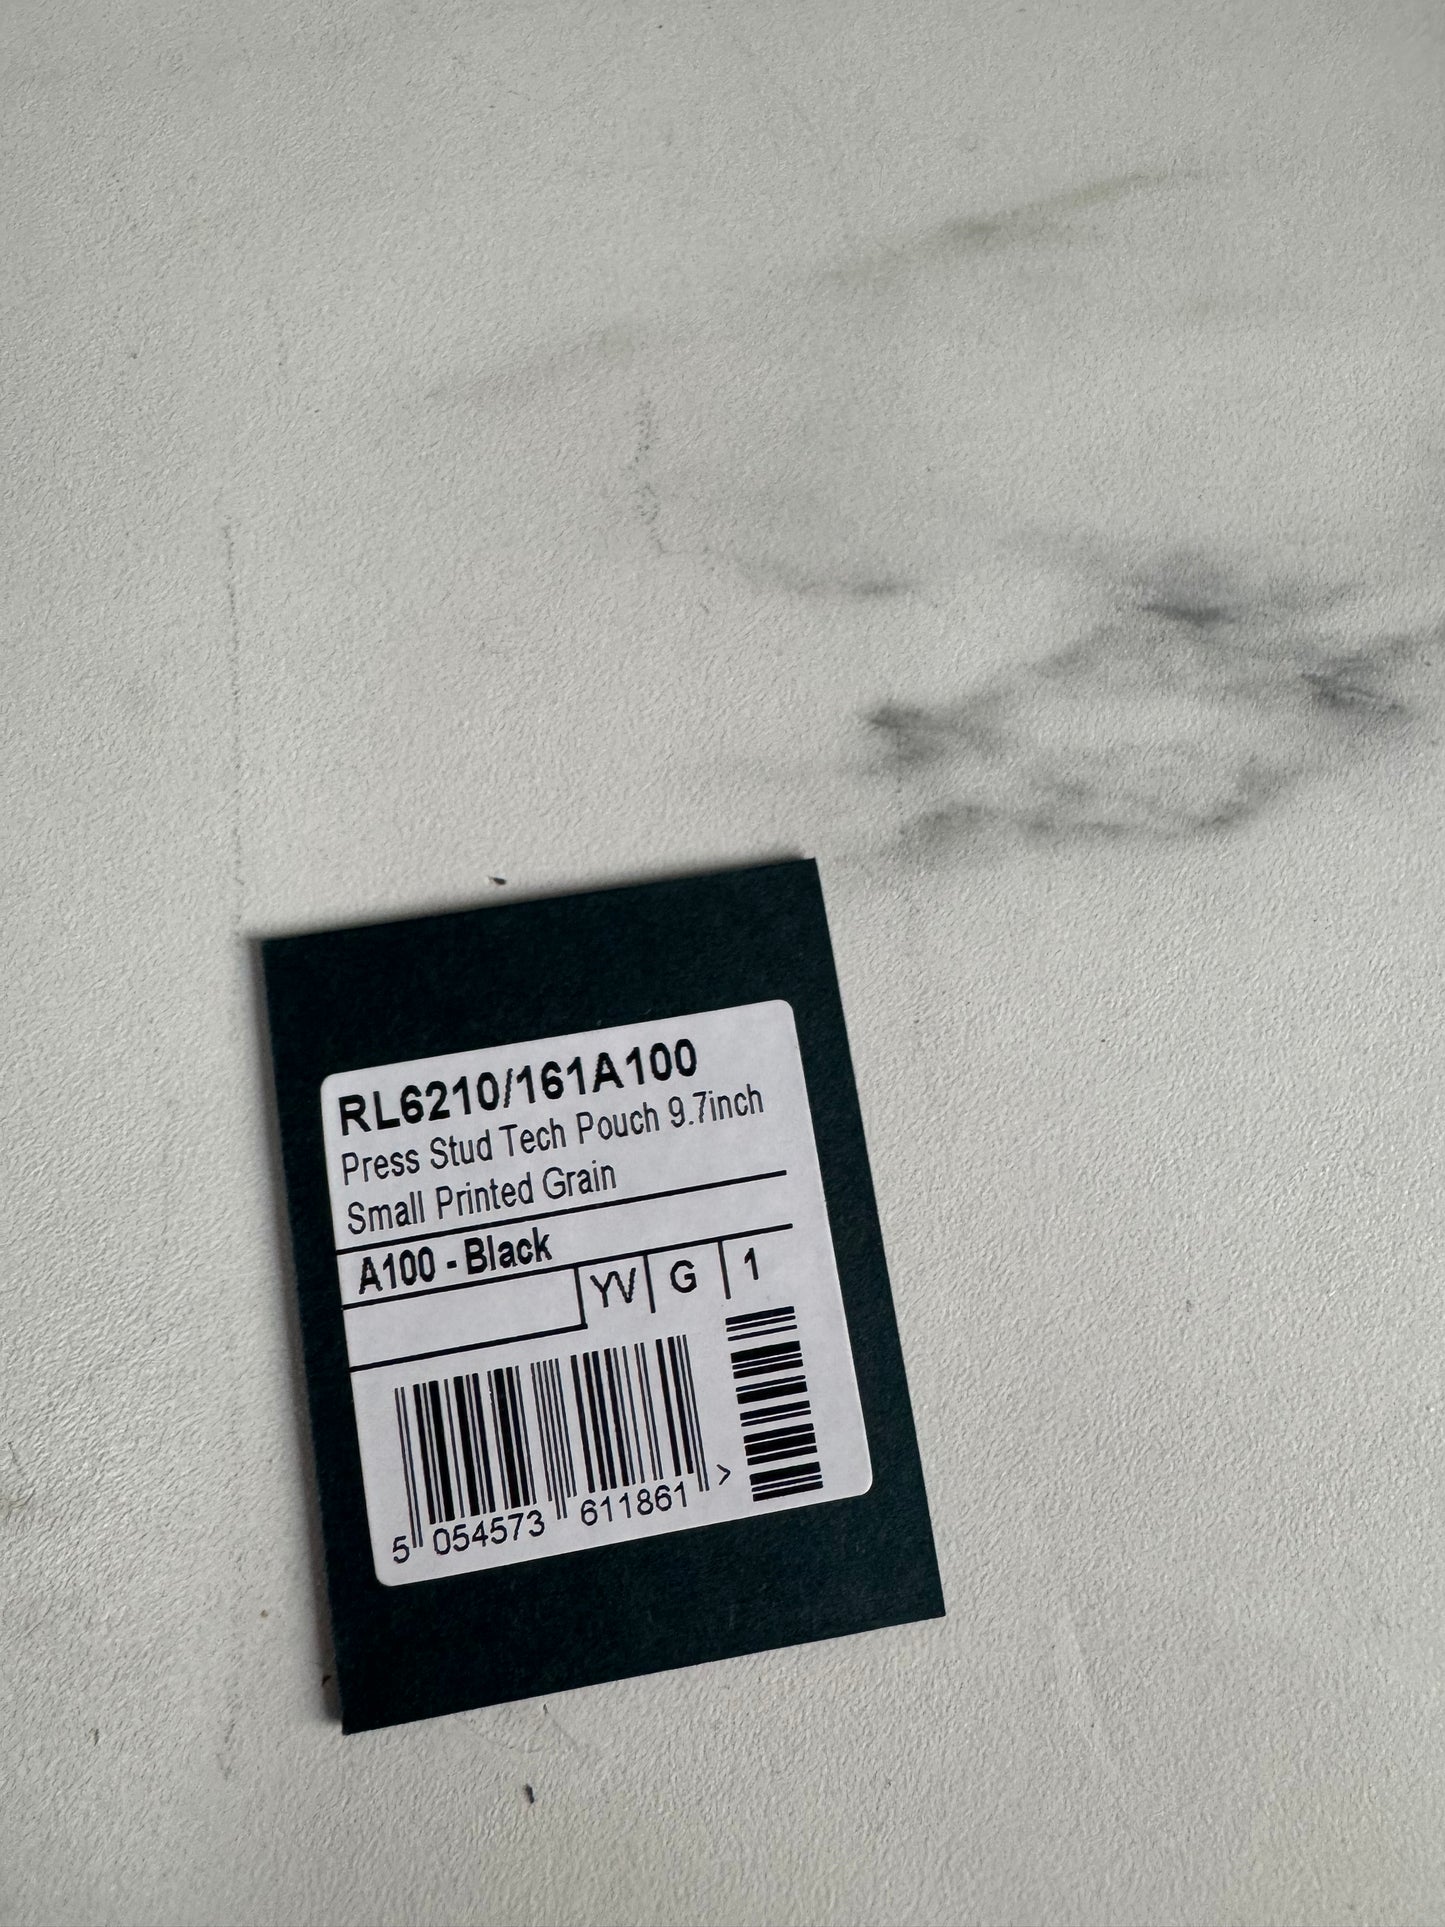 RL6210/161A100
Press Stud Tech Pouch 9.7inch
Small Printed Grain
A100 - Black
YV G 1
5 054573 611861 >